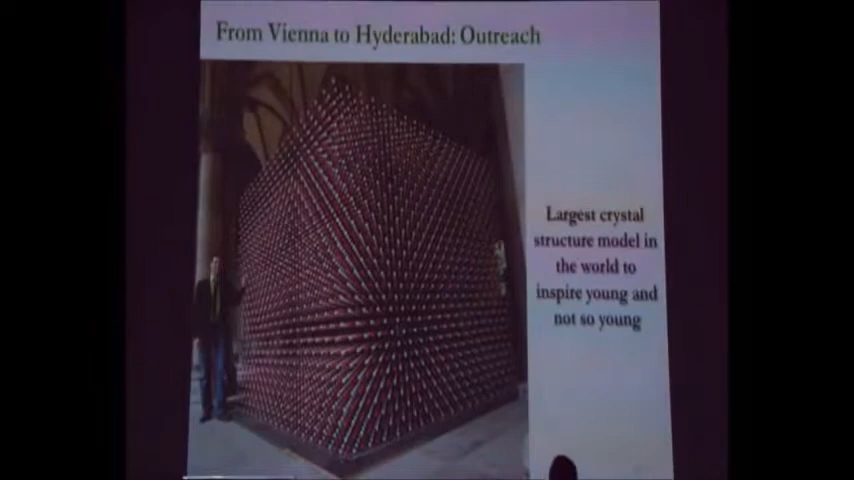 From Vienna to Hyderabad: Outreach
Largest crystal
structure model in
the world to
inspire young and
not so young